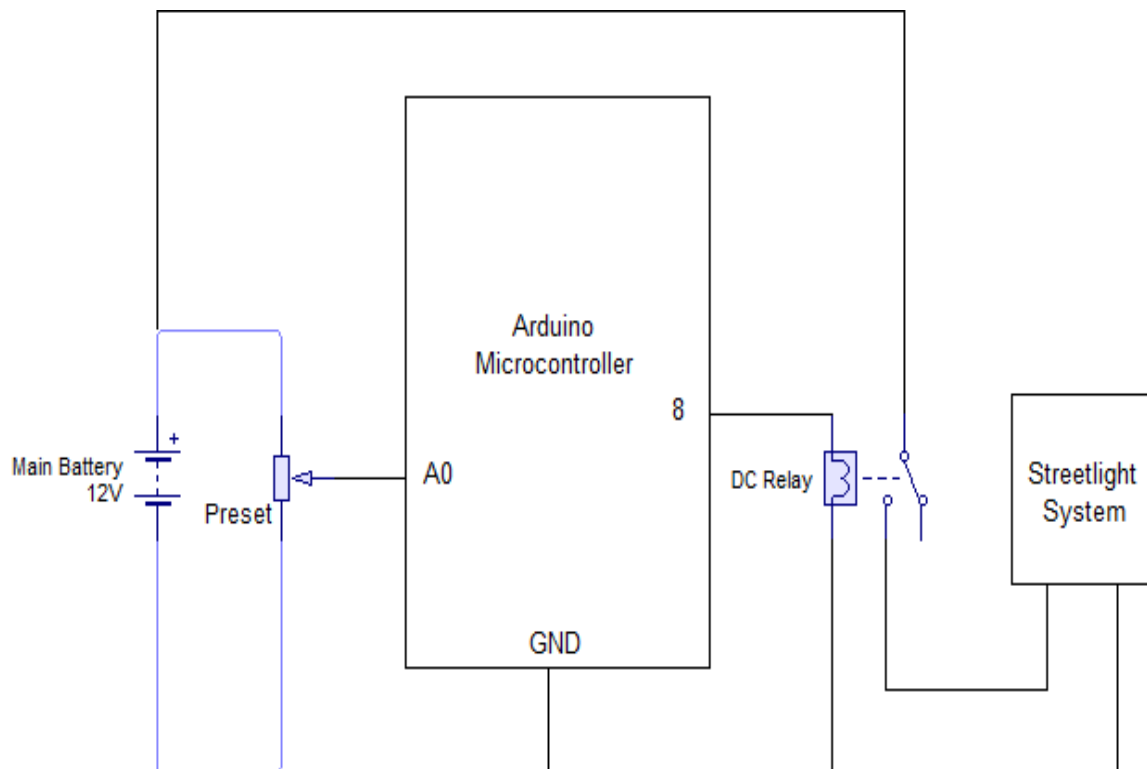 Arduino
Microcontroller
8
+
Main Battery
12V
A0
DC Relay
Streetlight
System
Preset
GND